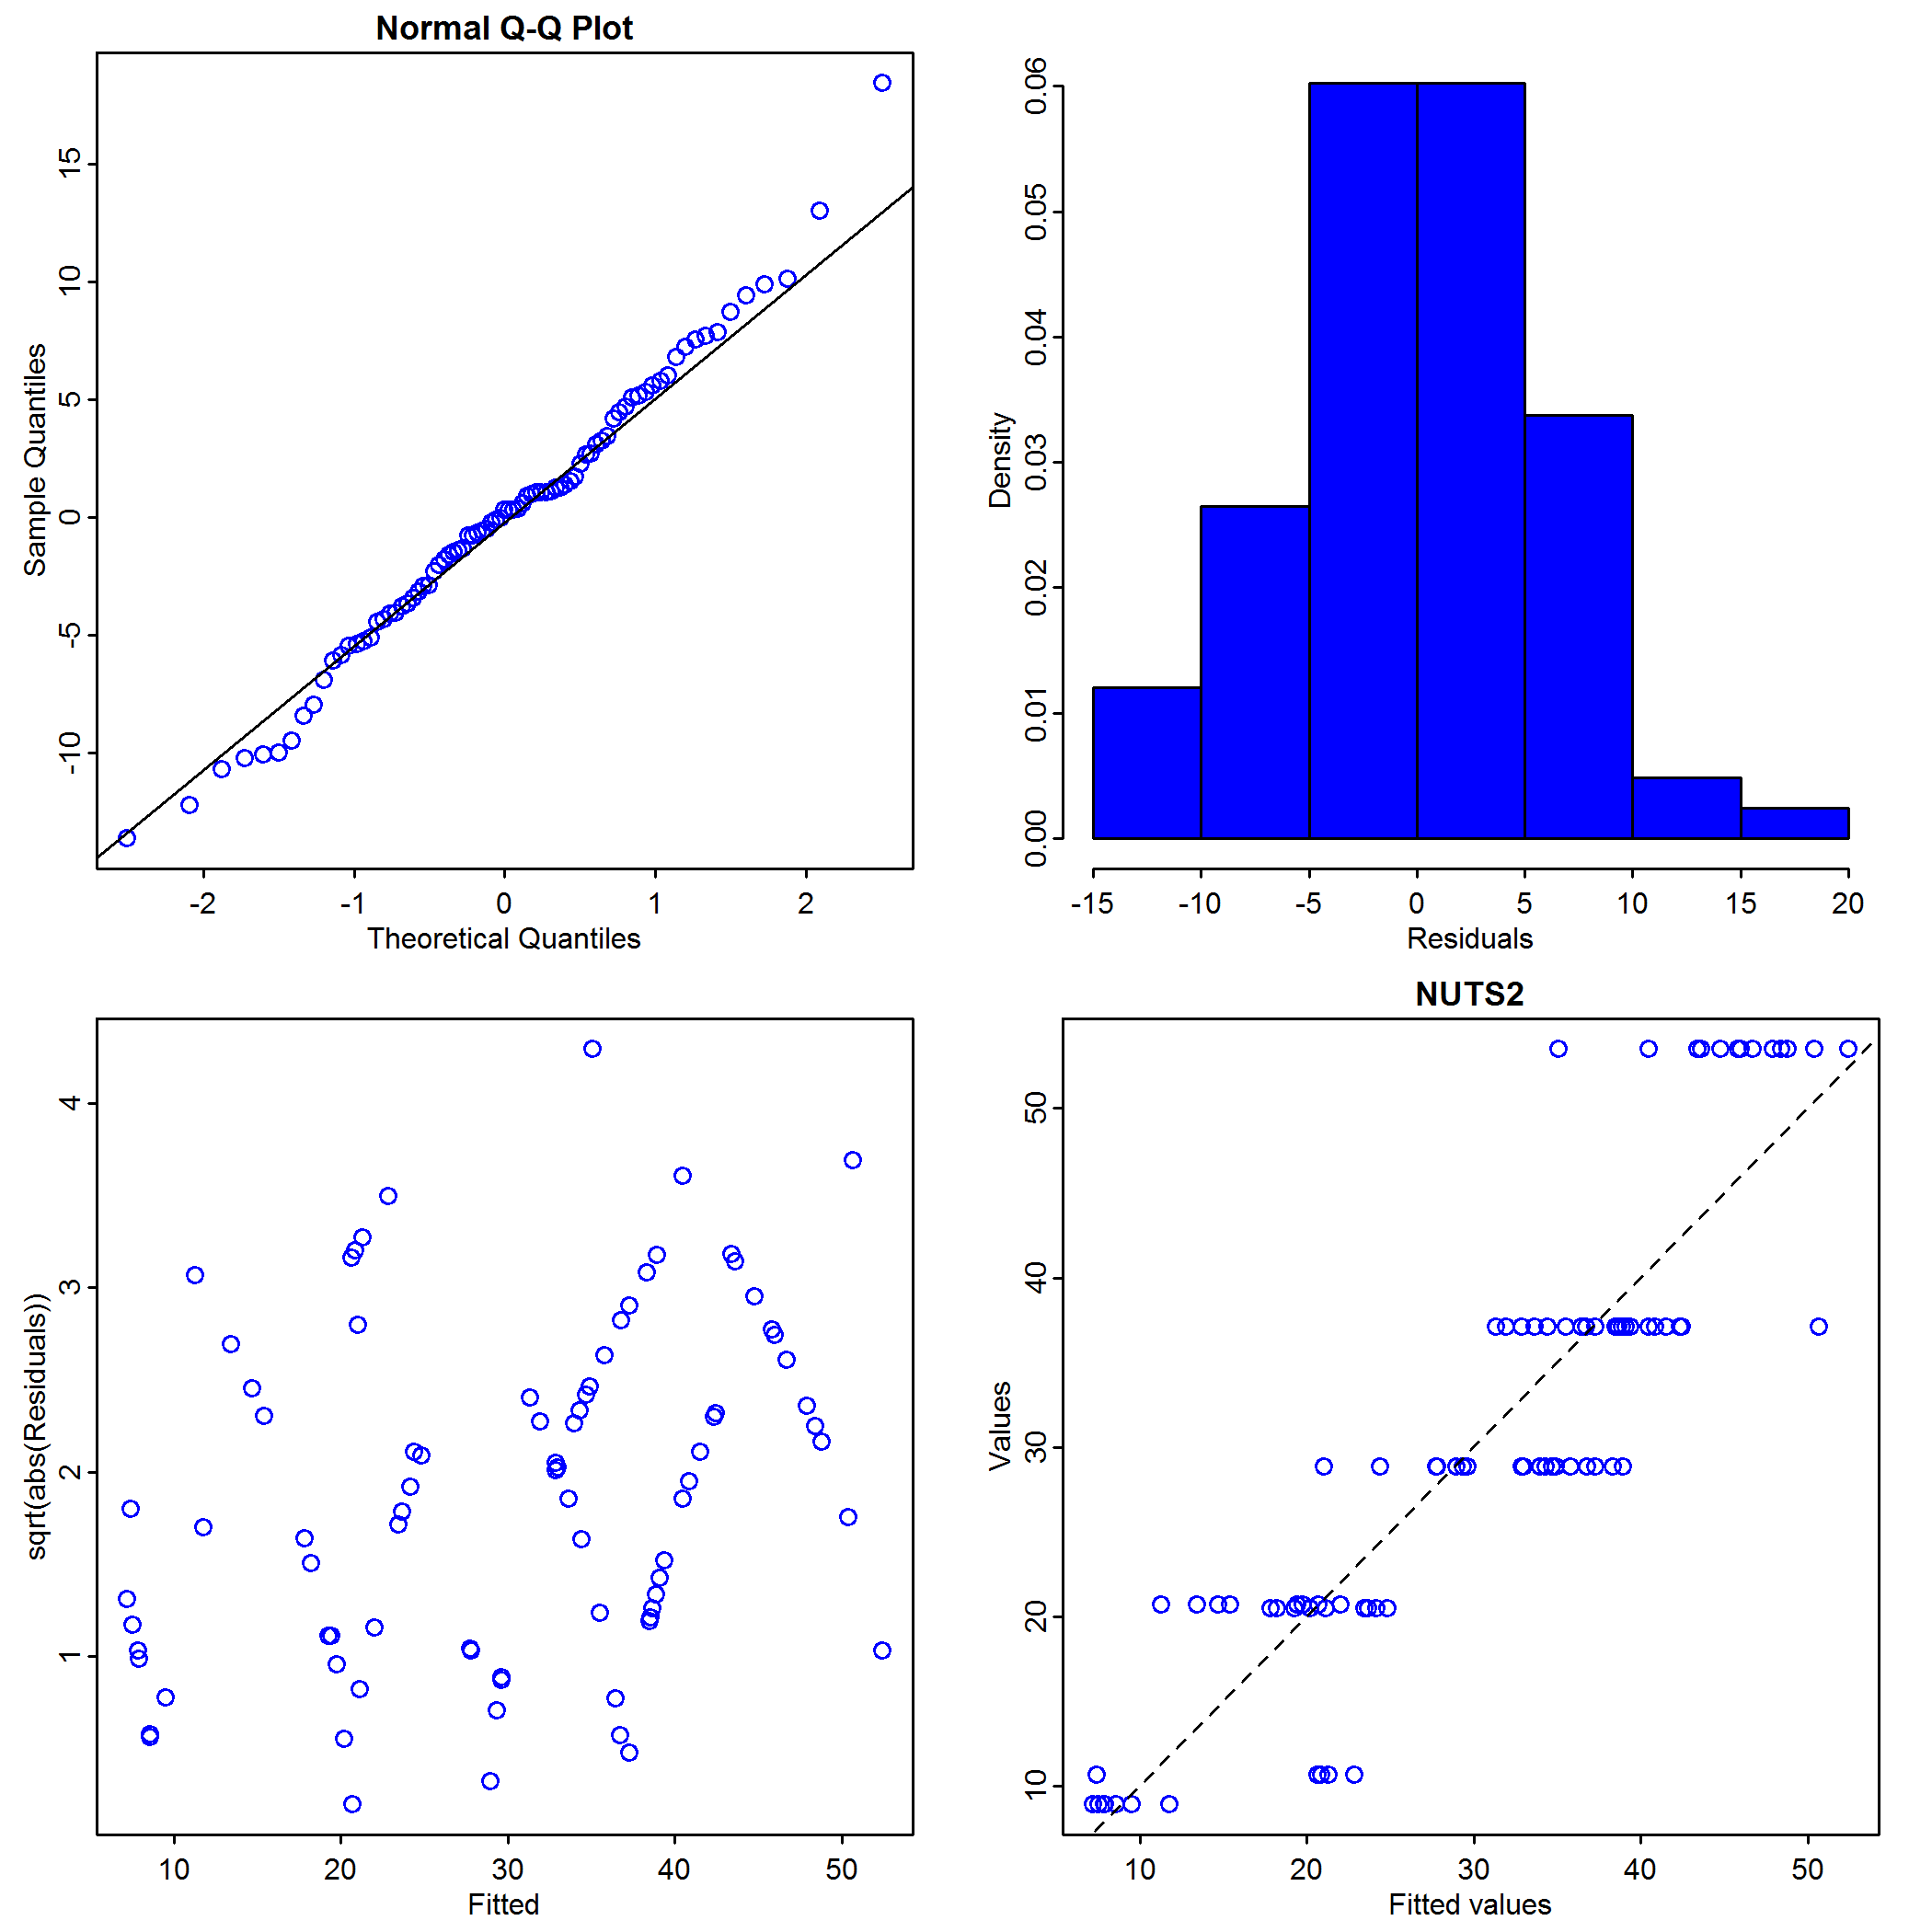 Normal Q-Q Plot
Sample Quantiles
15
10
5
0
-5
-10
-2 -1 0 1 2
Theoretical Quantiles
Density
0.06
0.05
0.04
0.03
0.02
0.01
0.00
-15 -10 -5 0 5 10 15 20
Residuals
sqrt(abs(Residuals))
4
3
2
1
10 20 30 40 50
Fitted
NUTS2
Values
50
40
30
20
10
10 20 30 40 50
Fitted values